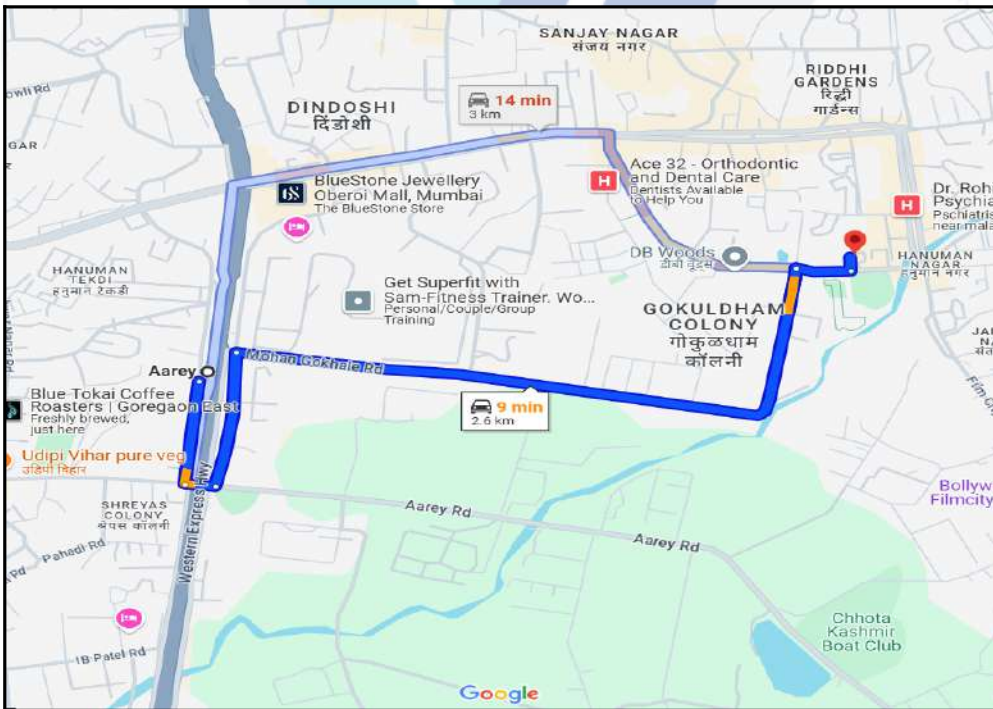 SANJAY NAGAR
संजय नगर
RIDDHI
GARDENS
रिद्धी
गार्डन्स
owli Rd
GAR
DINDOSHI
दिंडोशी
14 min
3 km
Ace 32 - Orthodontic
and Dental Care
Dentists Available
to Help You
H
BlueStone Jewellery
Oberoi Mall, Mumbai
The BlueStone Store
H
Dr. Rohi
Psychia
Pschiatris
near mala
DB Woods
डीबी वूड्स
HANUMAN
NAGAR
हनुमान नगर
HANUMAN
TEKDI
हनुमान टेकडी
Get Superfit with
Sam-Fitness Trainer. Wo...
Personal/Couple/Group
Training
GOKULDHAM
COLONY
गोकुळधाम
कॉलनी
Mohan Gokhale Rd
Aarey
9 min
2.6 km
Blue Tokai Coffee
Roasters | Goregaon East
Freshly brewed,
just here
Udipi Vihar pure veg
उडिपी विहार
Film City
Western Express Hwy
SHREYAS
COLONY
श्रेयस कॉलनी
Aarey Rd
Aarey Rd
Bollyw
Filmcity
Pahadi Rd
Rd
IB Patel Rd
Chhota
Kashmir
Boat Club
Google